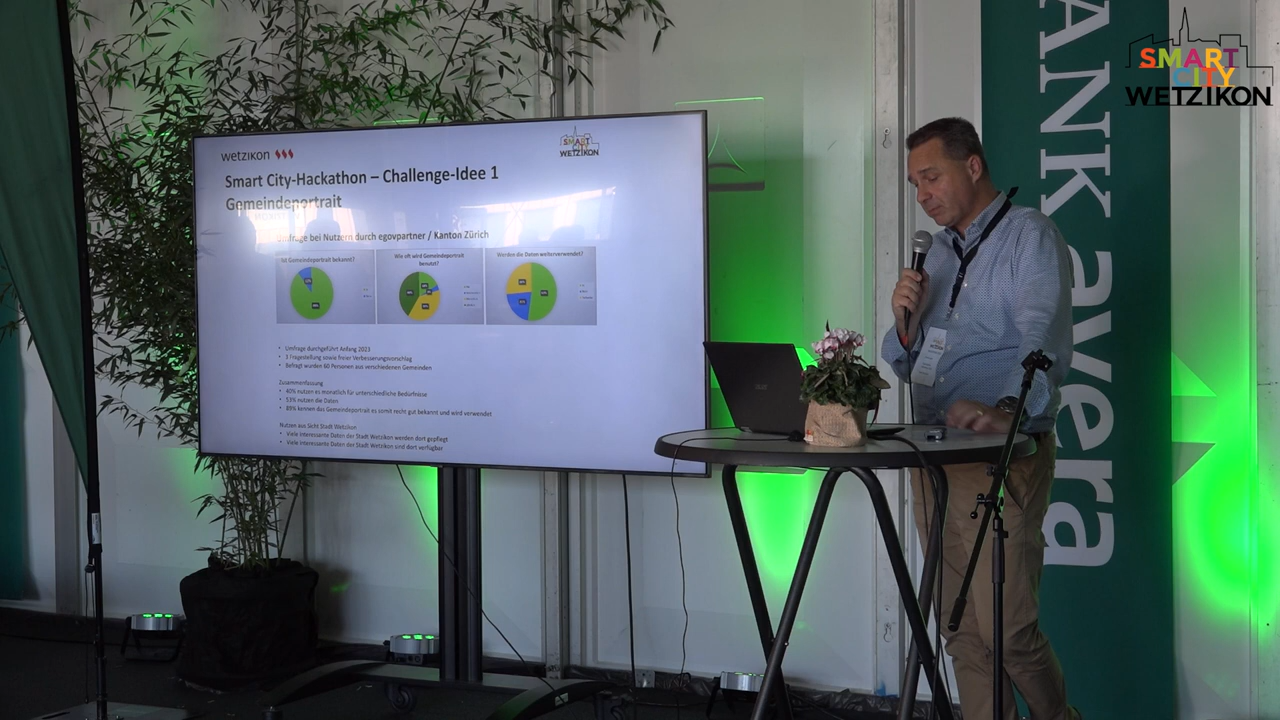 SMART
CITY
WETZIKON
BANKavera
wetzikon
SMART
CITY
WETZIKON
Smart City-Hackathon – Challenge-Idee 1
Gemeindeportrait
Umfrage bei Nutzern durch egovpartner / Kanton Zürich
Ist Gemeindeportrait bekannt?
Wie oft wird Gemeindeportrait
benutzt?
Werden die Daten weiterverwendet?
• Umfrage durchgeführt Anfang 2023
• 3 Fragestellung sowie freier Verbesserungsvorschlag
• Befragt wurden 60 Personen aus verschiedenen Gemeinden
Zusammenfassung
• 40% nutzen es monatlich für unterschiedliche Bedürfnisse
• 53% nutzen die Daten
• 89% kennen das Gemeindeportrait es somit recht gut bekannt und wird verwendet
Nutzen aus Sicht Stadt Wetzikon
• Viele interessante Daten der Stadt Wetzikon werden dort gepflegt
• Viele interessante Daten der Stadt Wetzikon sind dort verfügbar
acer